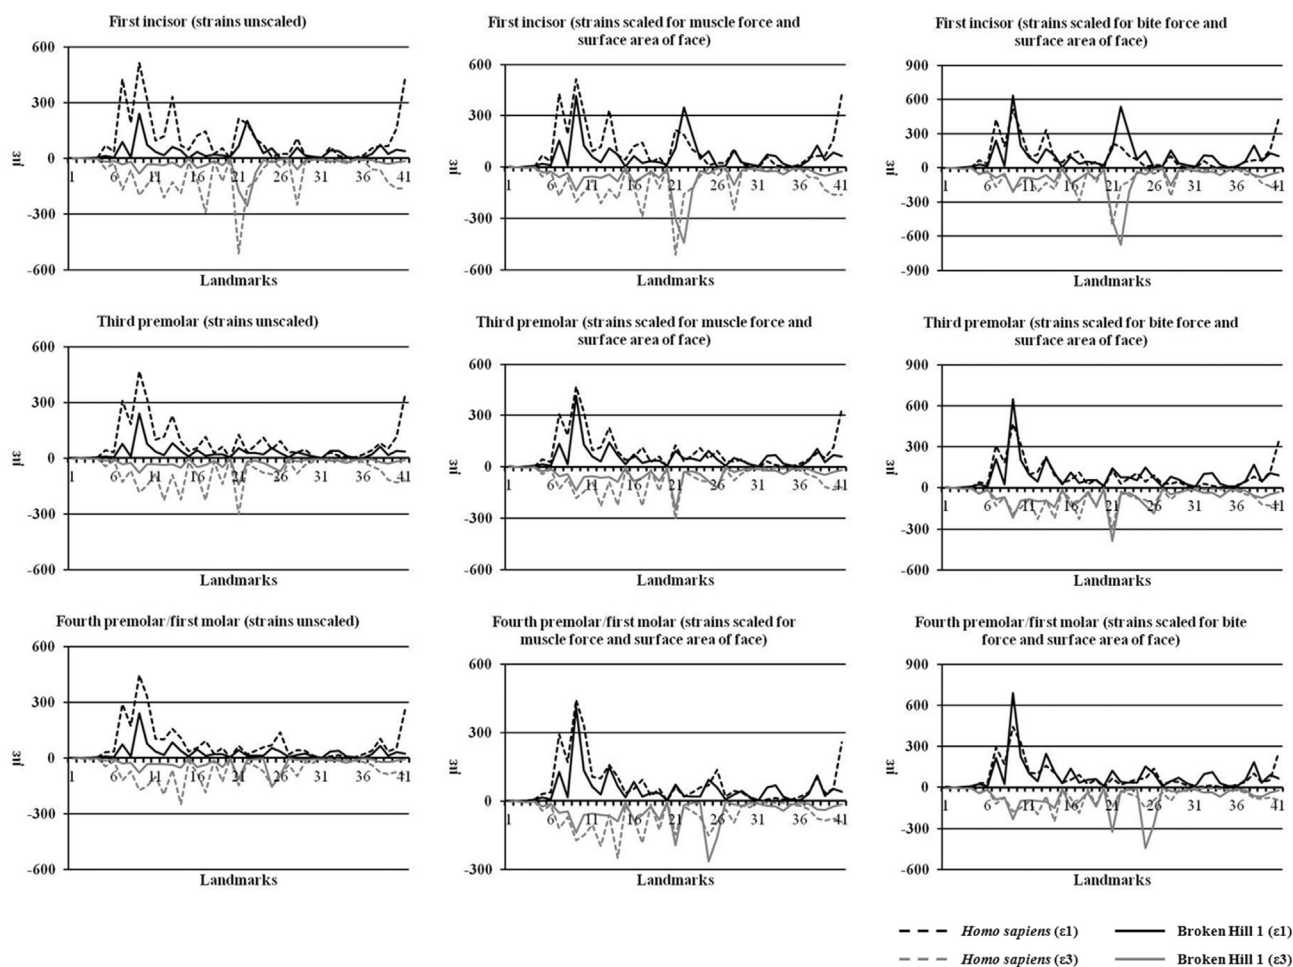 First incisor (strains unscaled)
600
300
0
-300
-600
με
1 6 11 16 21 26 31 36 41
Landmarks
First incisor (strains scaled for muscle force and
surface area of face)
600
300
0
-300
-600
με
1 6 11 16 21 26 31 36 41
Landmarks
First incisor (strains scaled for bite force and
surface area of face)
900
600
300
0
-300
-600
-900
με
1 6 11 16 21 26 31 36 41
Landmarks
Third premolar (strains unscaled)
600
300
0
-300
-600
με
1 6 11 16 21 26 31 36 41
Landmarks
Third premolar (strains scaled for muscle force and
surface area of face)
600
300
0
-300
-600
με
1 6 11 16 21 26 31 36 41
Landmarks
Third premolar (strains scaled for bite force and
surface area of face)
900
600
300
0
-300
-600
με
1 6 11 16 21 26 31 36 41
Landmarks
Fourth premolar/first molar (strains unscaled)
600
300
0
-300
-600
με
1 6 11 16 21 26 31 36 41
Landmarks
Fourth premolar/first molar (strains scaled for
muscle force and surface area of face)
600
300
0
-300
με
1 6 11 16 21 26 31 36 41
Landmarks
Fourth premolar/first molar (strains scaled for bite
force and surface area of face)
900
600
300
0
-300
-600
με
1 6 11 16 21 26 31 36 41
Landmarks
Homo sapiens (ε1)
Broken Hill 1 (ε1)
Homo sapiens (ε3)
Broken Hill 1 (ε3)